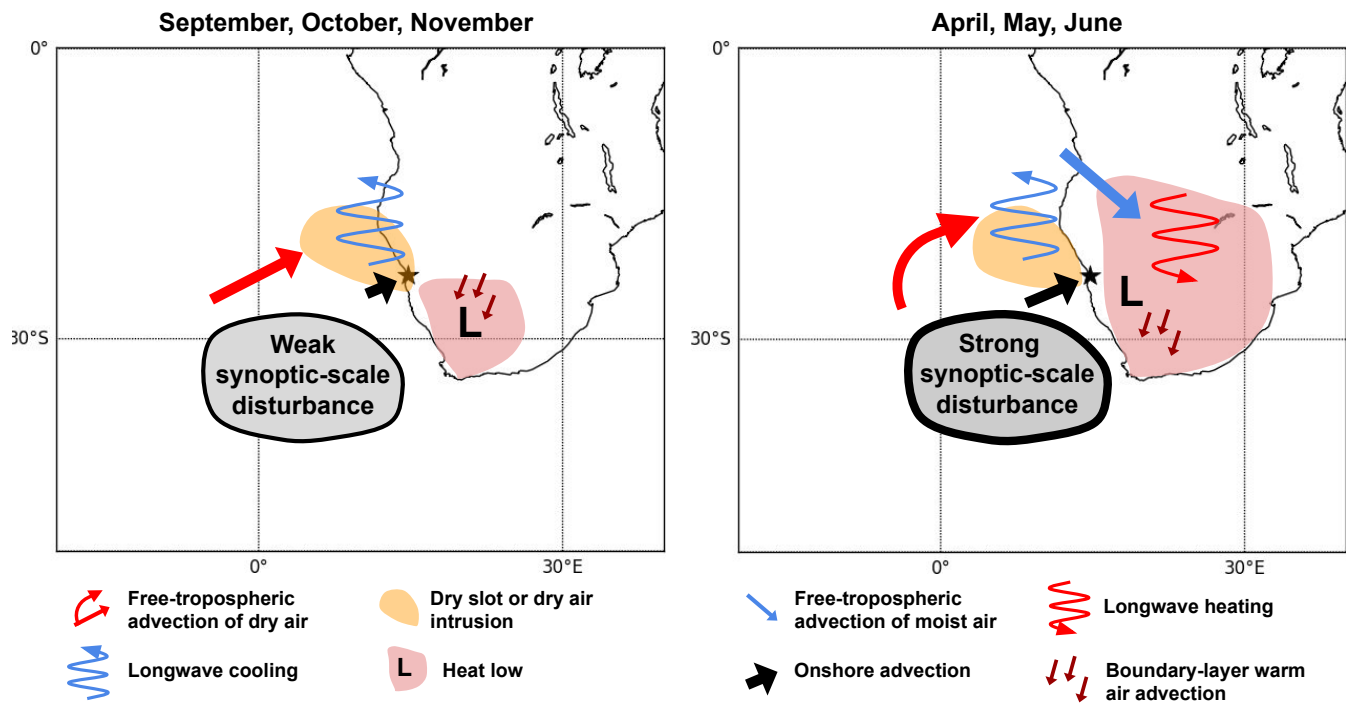 September, October, November
0°
30°S
L
Weak
synoptic-scale
disturbance
0°
30°E
April, May, June
0°
30°S
L
Strong
synoptic-scale
disturbance
0°
30°E
Free-tropospheric
advection of dry air
Dry slot or dry air
intrusion
Longwave cooling
L
Heat low
Free-tropospheric
advection of moist air
Longwave heating
Onshore advection
Boundary-layer warm
air advection